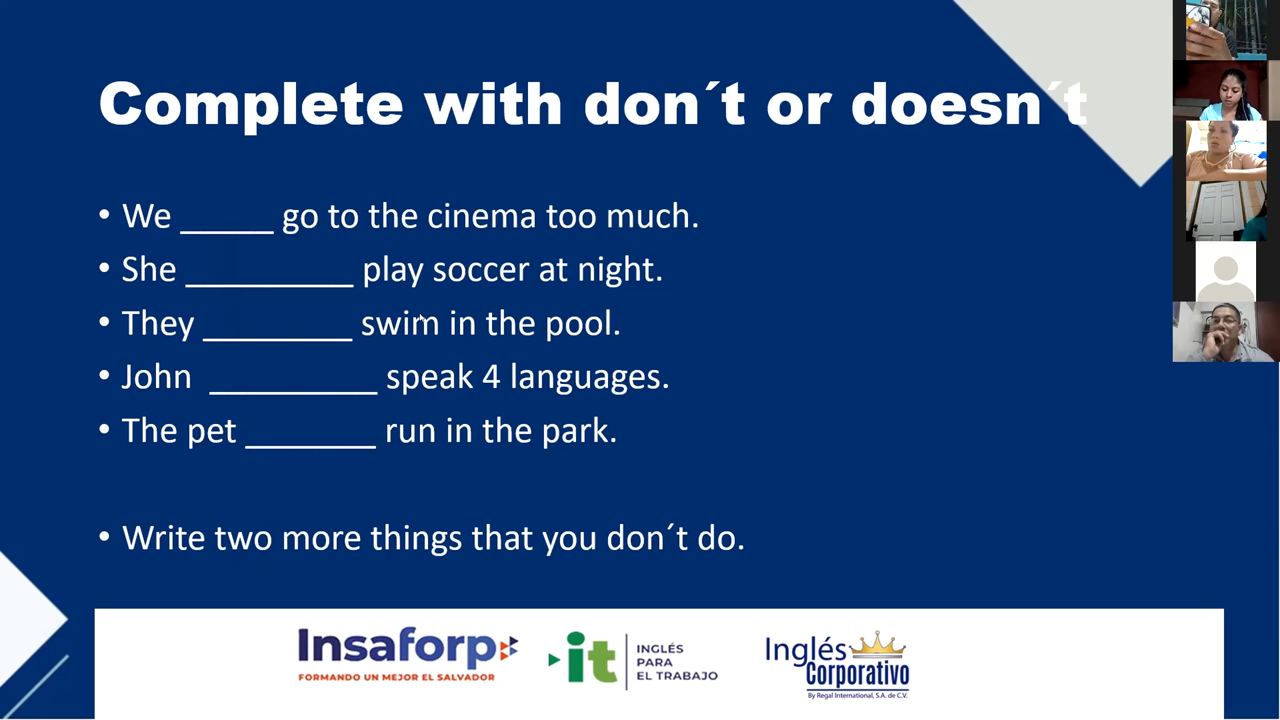 Complete with don´t or doesn´t
• We _____ go to the cinema too much.
• She _________ play soccer at night.
• They ________ swim in the pool.
• John _________ speak 4 languages.
• The pet _______ run in the park.
• Write two more things that you don´t do.
Insaforp
FORMANDO UN MEJOR EL SALVADOR
it
INGLÉS
PARA
EL TRABAJO
Inglés
Corporativo
By Regal International, S.A. de C.V.